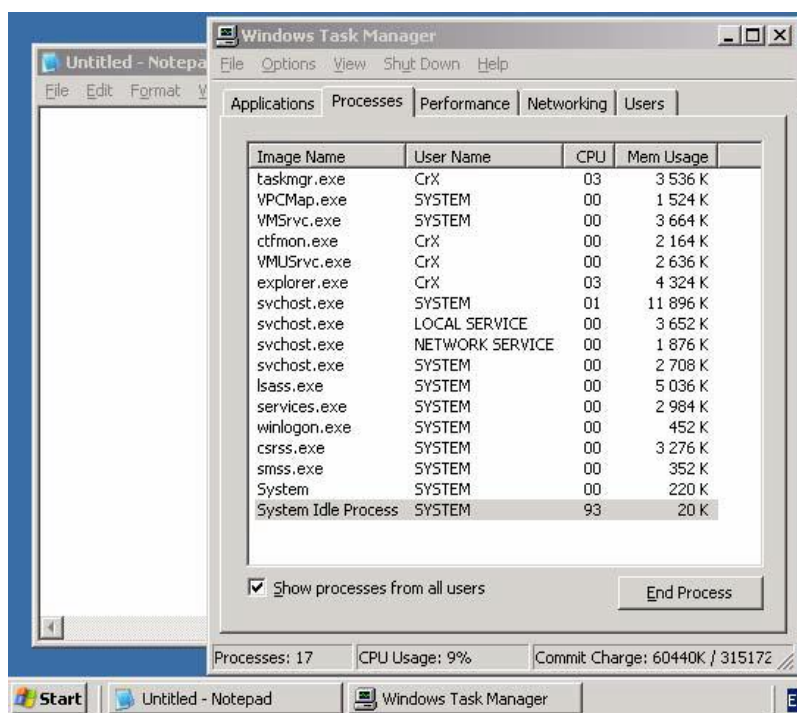 Untitled - Notepa
File Edit Format V
Windows Task Manager
File Options View Shut Down Help
Applications Processes Performance Networking Users
Image Name User Name CPU Mem Usage
taskmgr.exe CrX 03 3 536 K
VPCMap.exe SYSTEM 00 1 524 K
VMSrvc.exe SYSTEM 00 3 664 K
ctfmon.exe CrX 00 2 164 K
VMUSrvc.exe CrX 00 2 636 K
explorer.exe CrX 03 4 324 K
svchost.exe SYSTEM 01 11 896 K
svchost.exe LOCAL SERVICE 00 3 652 K
svchost.exe NETWORK SERVICE 00 1 876 K
svchost.exe SYSTEM 00 2 708 K
lsass.exe SYSTEM 00 5 036 K
services.exe SYSTEM 00 2 984 K
winlogon.exe SYSTEM 00 452 K
csrss.exe SYSTEM 00 3 276 K
smss.exe SYSTEM 00 352 K
System SYSTEM 00 220 K
System Idle Process SYSTEM 93 20 K
Show processes from all users
End Process
Processes: 17 CPU Usage: 9% Commit Charge: 60440K / 315172
Start Untitled - Notepad Windows Task Manager E